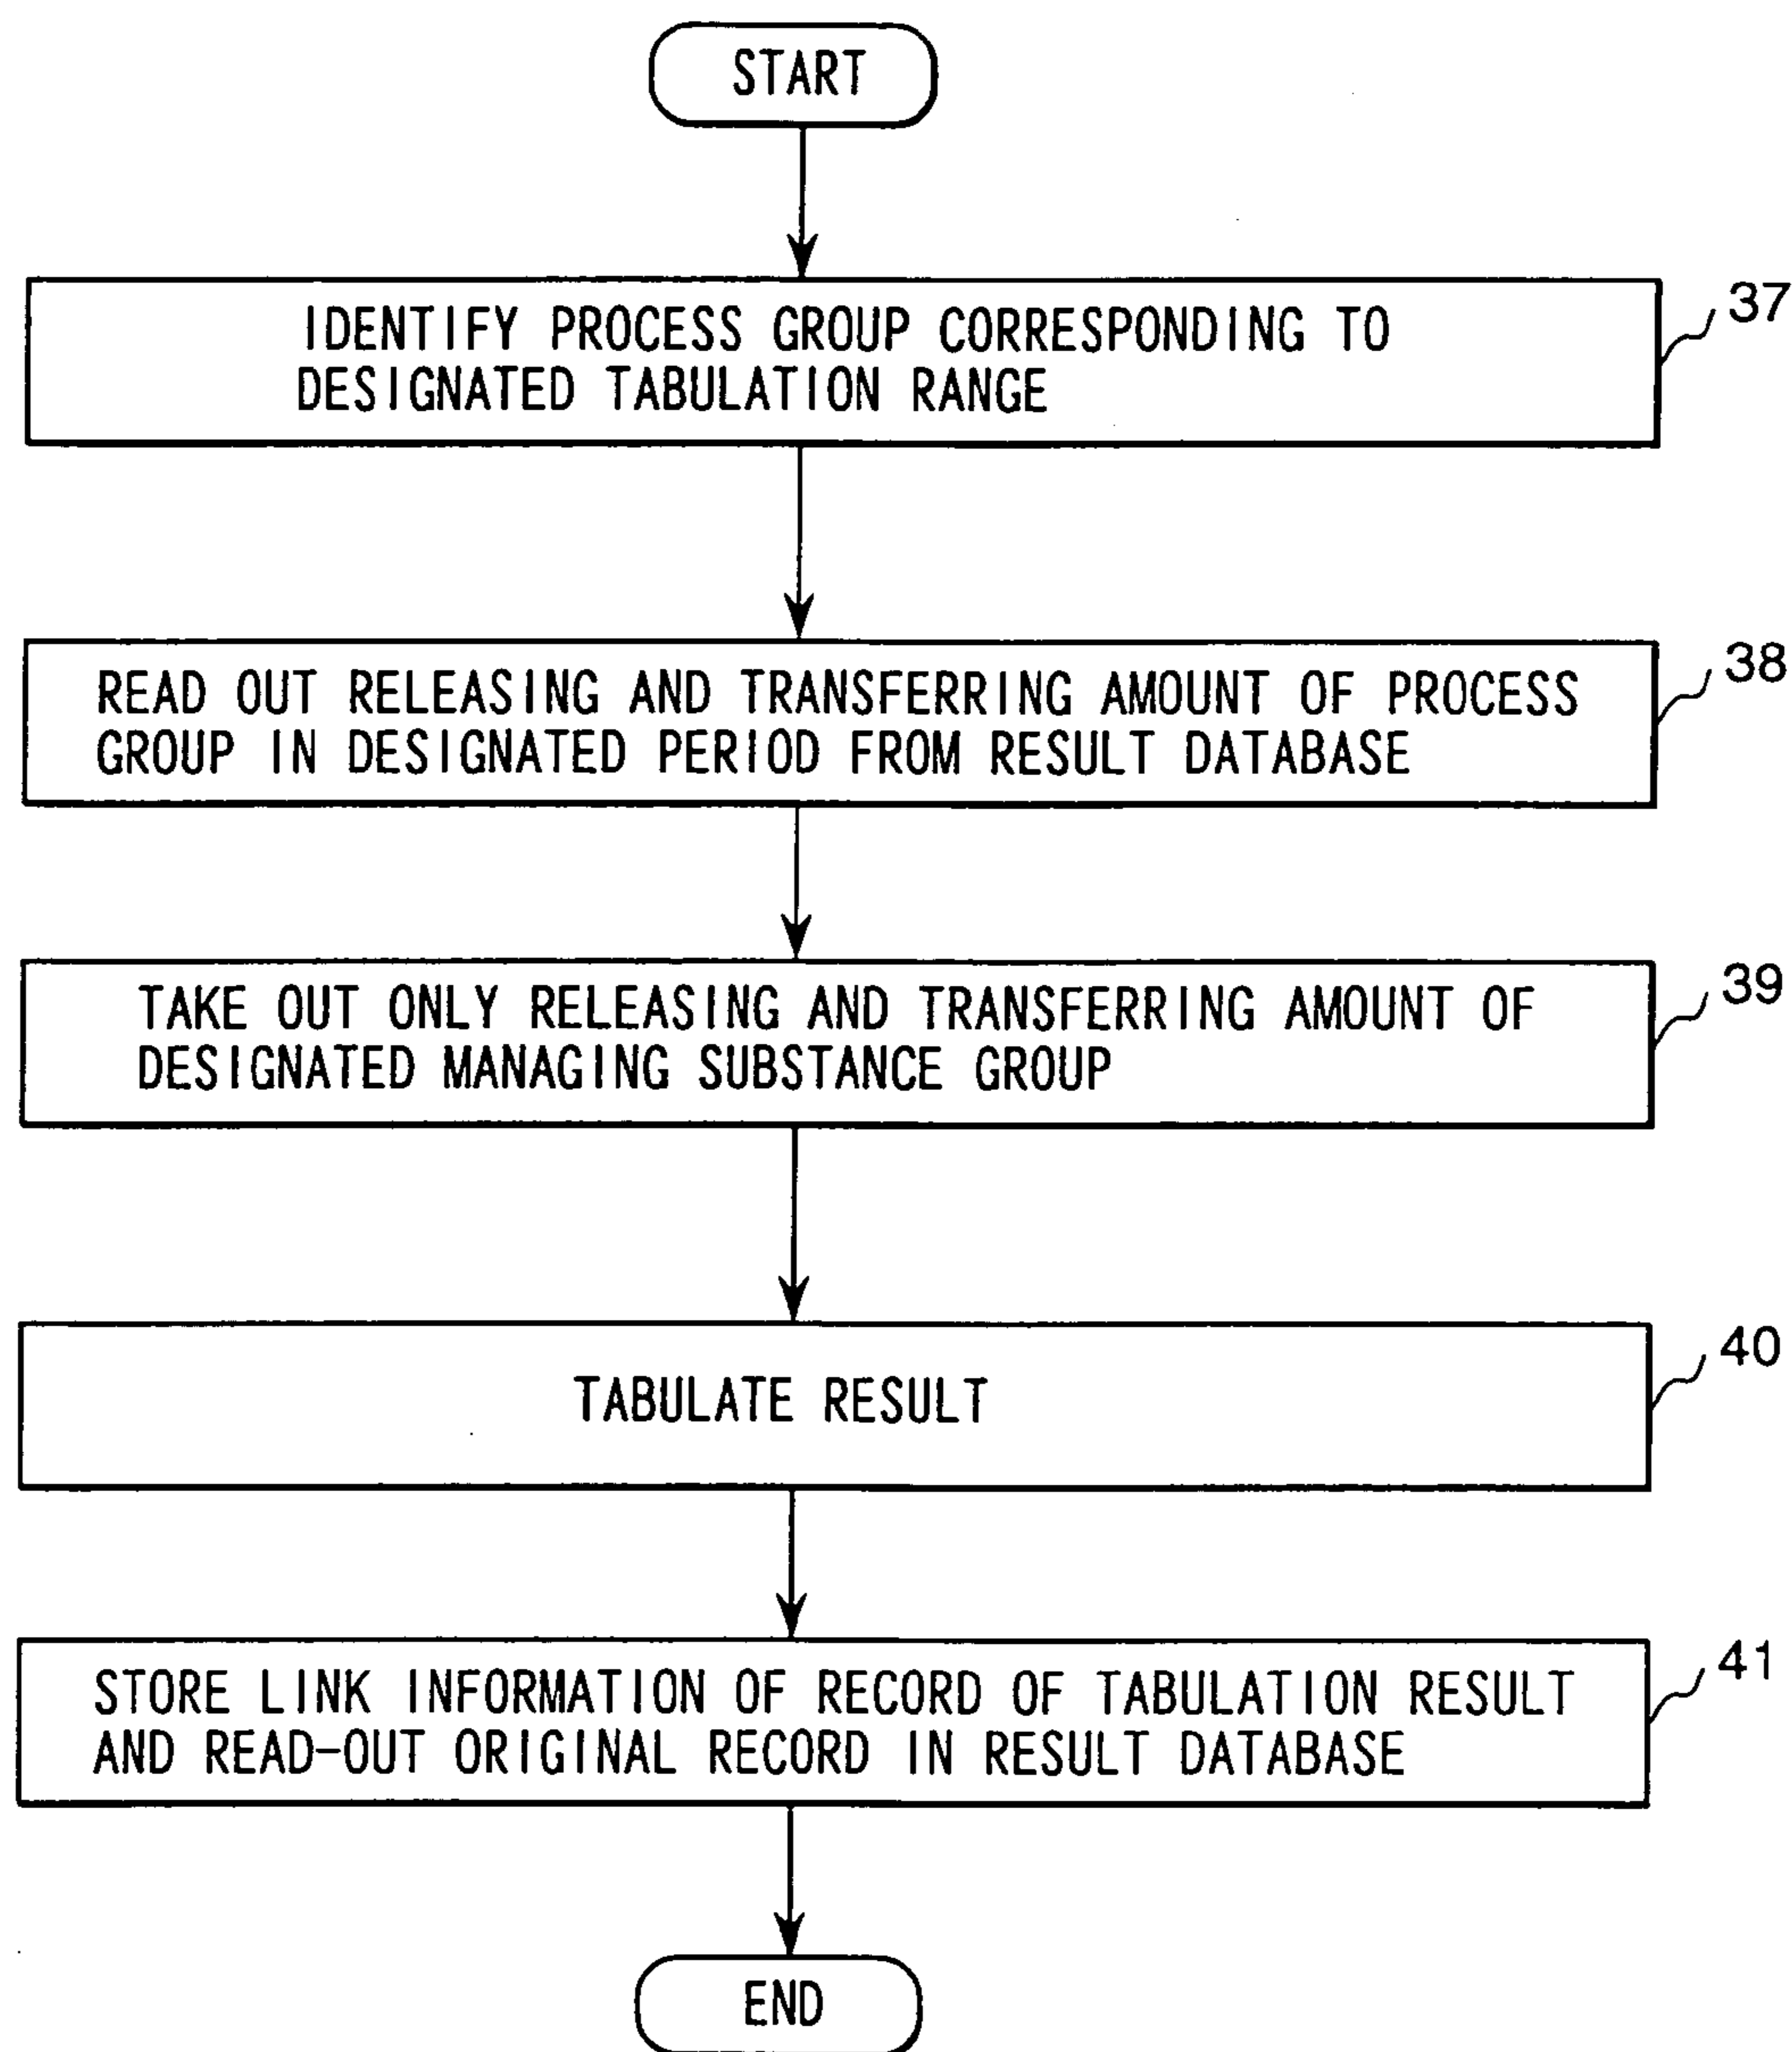 START
IDENTIFY PROCESS GROUP CORRESPONDING TO
DESIGNATED TABULATION RANGE
37
READ OUT RELEASING AND TRANSFERRING AMOUNT OF PROCESS
GROUP IN DESIGNATED PERIOD FROM RESULT DATABASE
38
TAKE OUT ONLY RELEASING AND TRANSFERRING AMOUNT OF
DESIGNATED MANAGING SUBSTANCE GROUP
39
TABULATE RESULT
40
STORE LINK INFORMATION OF RECORD OF TABULATION RESULT
AND READ-OUT ORIGINAL RECORD IN RESULT DATABASE
41
END